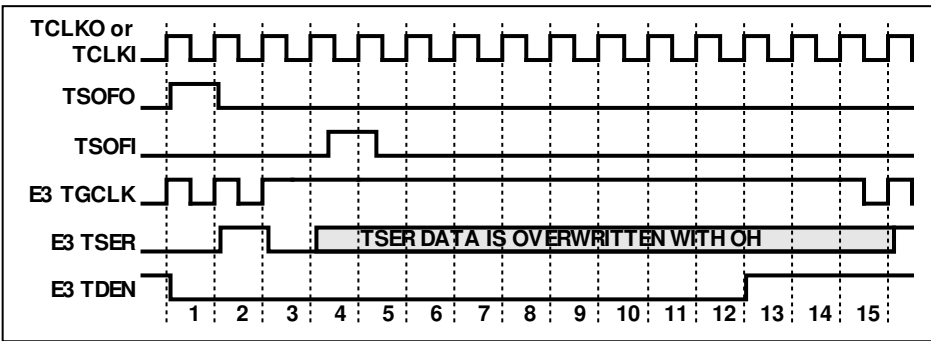 TCLKO or
TCLKI
TSOFO
TSOFI
E3 TGCLK
E3 TSER
TSER DATA IS OVERWRITTEN WITH OH
E3 TDEN
1 2 3 4 5 6 7 8 9 10 11 12 13 14 15